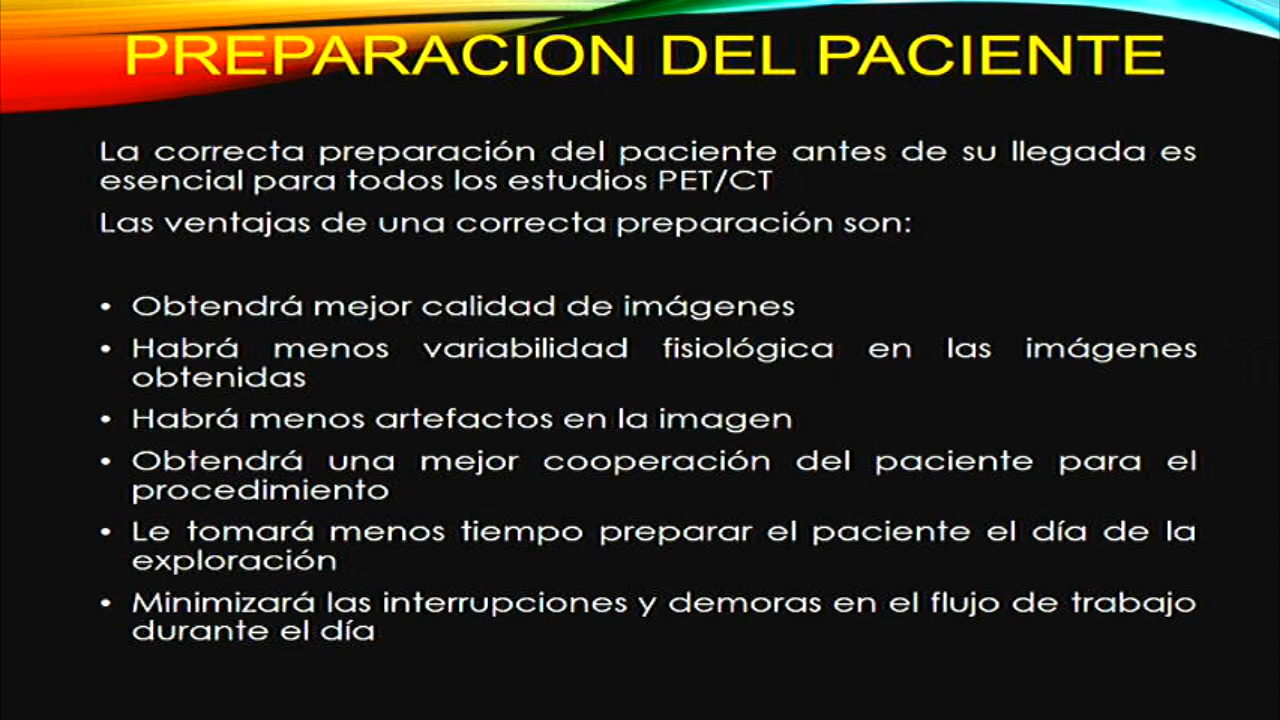 PREPARACION DEL PACIENTE
La correcta preparación del paciente antes de su llegada es
esencial para todos los estudios PET/CT
Las ventajas de una correcta preparación son:
• Obtendrá mejor calidad de imágenes
• Habrá menos variabilidad fisiológica en las imágenes
obtenidas
• Habrá menos artefactos en la imagen
• Obtendrá una mejor cooperación del paciente para el
procedimiento
• Le tomará menos tiempo preparar el paciente el día de la
exploración
• Minimizará las interrupciones y demoras en el flujo de trabajo
durante el día